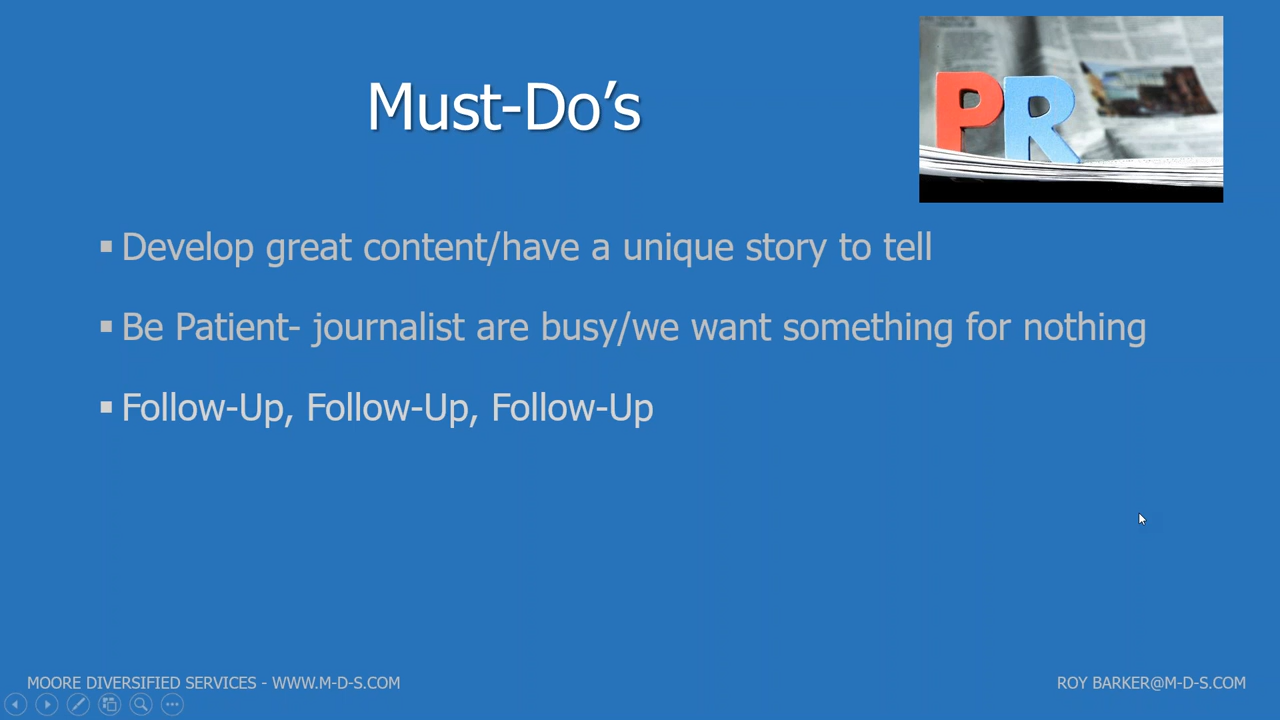 Must-Do’s
PR
Develop great content/have a unique story to tell
Be Patient- journalist are busy/we want something for nothing
Follow-Up, Follow-Up, Follow-Up
MOORE DIVERSIFIED SERVICES - WWW.M-D-S.COM
ROY BARKER@M-D-S.COM